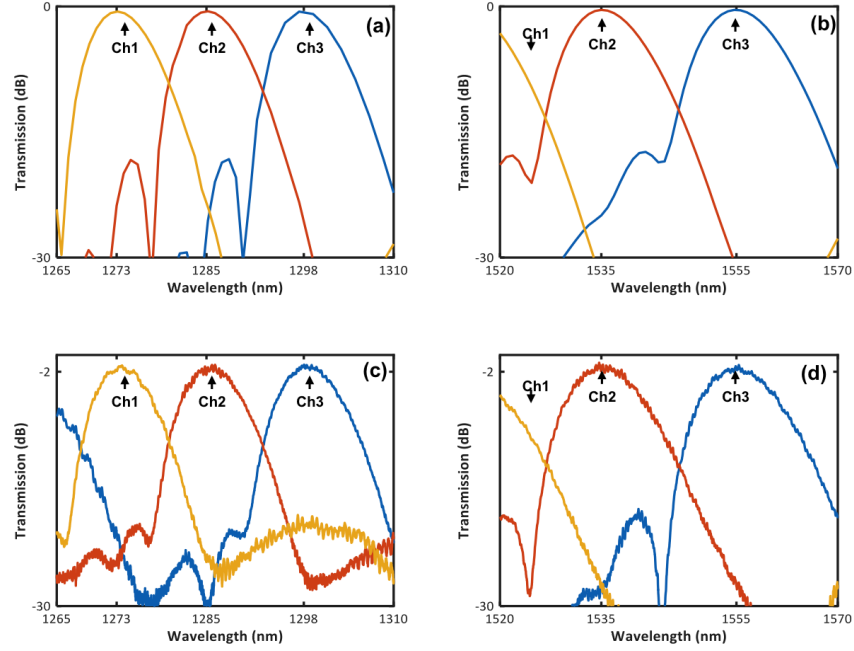 (a)
0
Ch1 Ch2 Ch3
Transmission (dB)
-30
1265 1273 1285 1298 1310
Wavelength (nm)
(b)
0
Ch1 Ch2 Ch3
Transmission (dB)
-30
1520 1535 1555 1570
Wavelength (nm)
(c)
-2
Ch1 Ch2 Ch3
Transmission (dB)
-30
1265 1273 1285 1298 1310
Wavelength (nm)
(d)
-2
Ch1 Ch2 Ch3
Transmission (dB)
-30
1520 1535 1555 1570
Wavelength (nm)